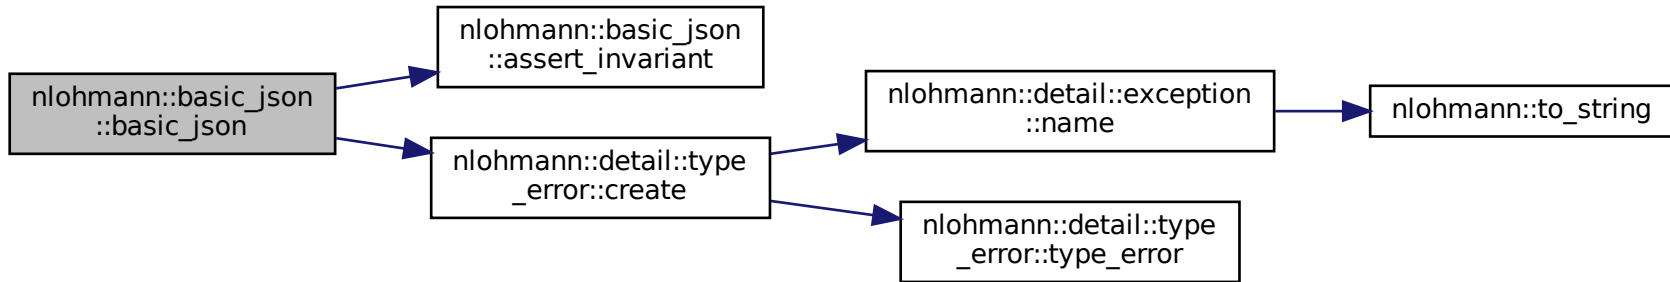 nlohmann::basic_json
::basic_json
nlohmann::basic_json
::assert_invariant
nlohmann::detail::type
_error::create
nlohmann::detail::exception
::name
nlohmann::detail::type
_error::type_error
nlohmann::to_string